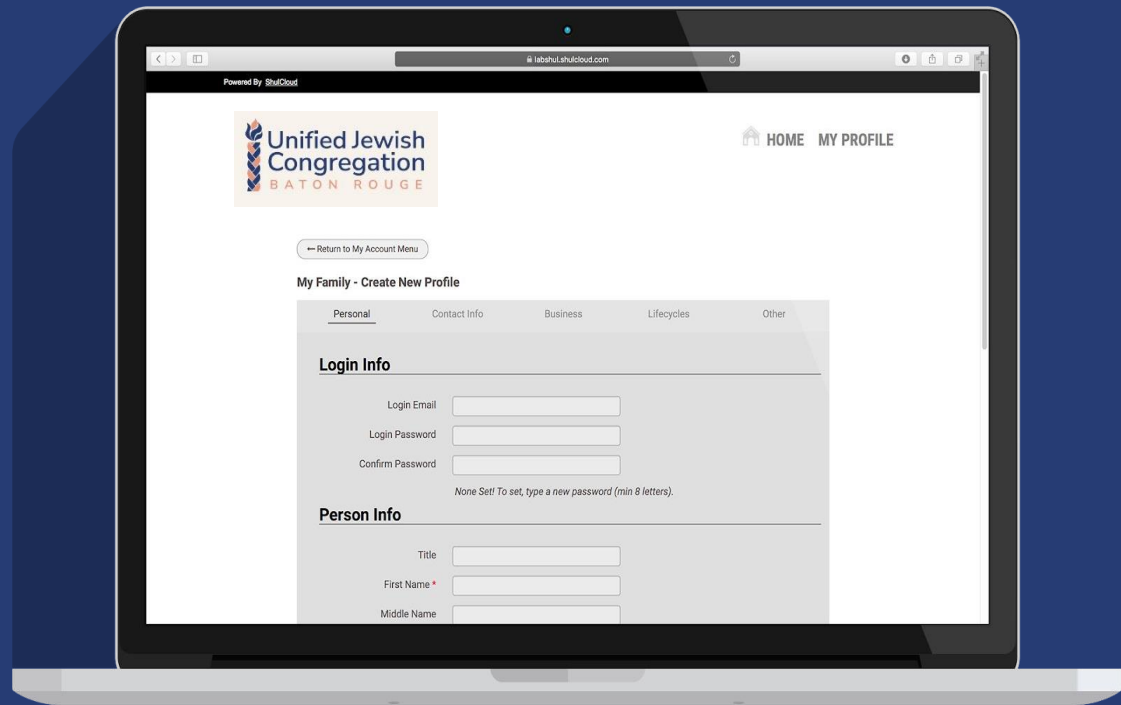 labshul.shulcloud.com
Powered By ShulCloud
Unified Jewish
Congregation
BATON ROUGE
HOME MY PROFILE
Return to My Account Menu
My Family - Create New Profile
Personal Contact Info Business Lifecycles Other
Login Info
Login Email
Login Password
Confirm Password
None Set! To set, type a new password (min 8 letters).
Person Info
Title
First Name *
Middle Name